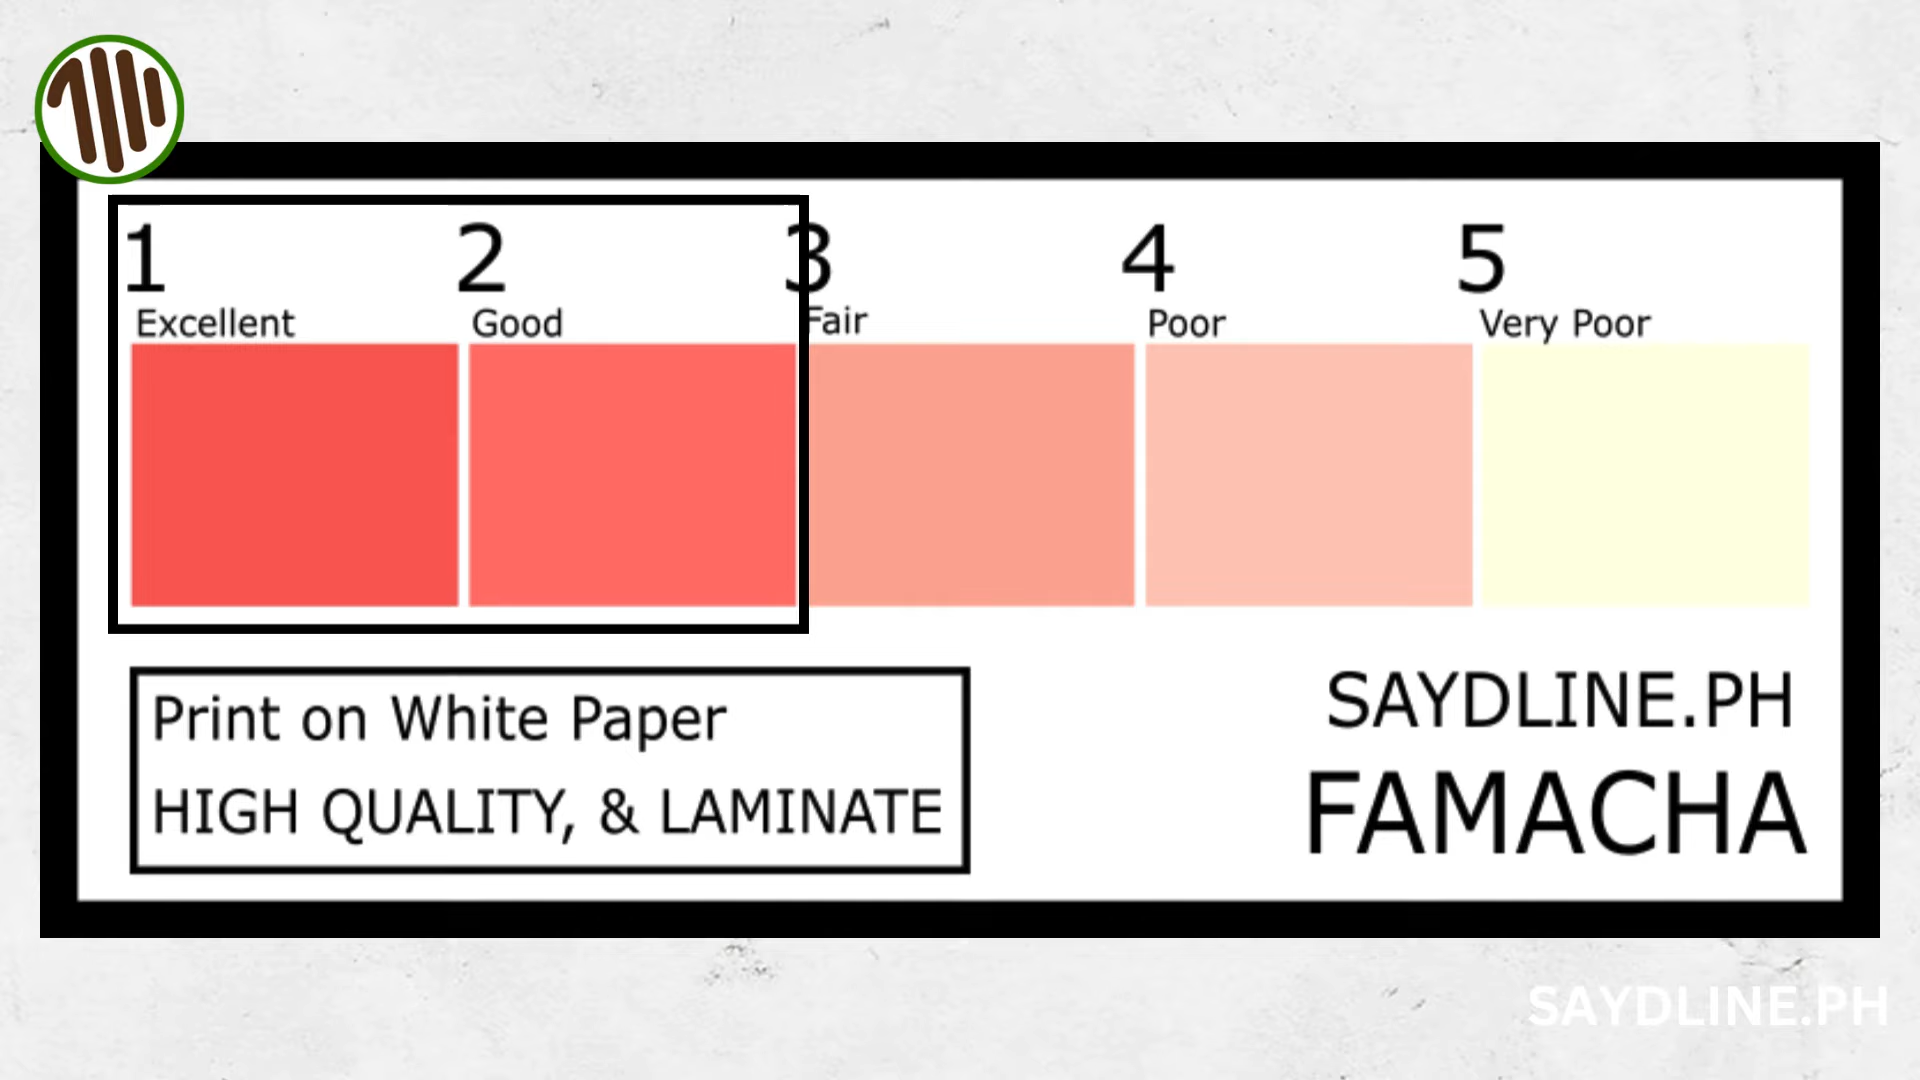 1 2 3 4 5
Excellent Good Fair Poor Very Poor
Print on White Paper
HIGH QUALITY, & LAMINATE
SAYDLINE.PH
FAMACHA
SAYDLINE.PH